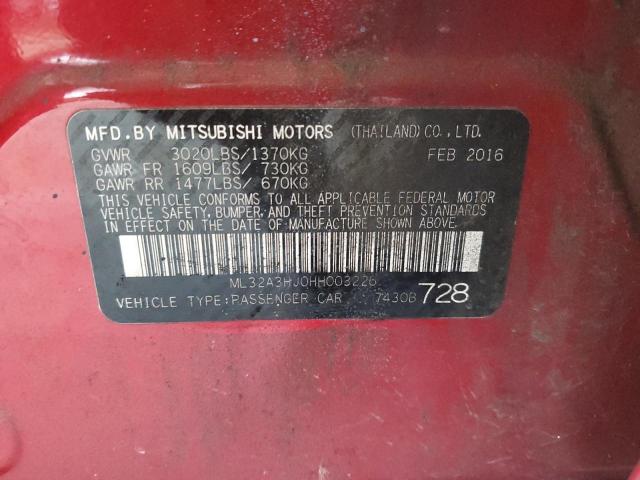 MFD.BY MITSUBISHI MOTORS (THAILAND) CO.,LTD.
GVWR 3020LBS/1370KG FEB 2016
GAWR FR 1609LBS/ 730KG
GAWR RR 1477LBS/ 670KG
THIS VEHICLE CONFORMS TO ALL APPLICABLE FEDERAL MOTOR
VEHICLE SAFETY, BUMPER, AND THEFT PREVENTION STANDARDS
IN EFFECT ON THE DATE OF MANUFACTURE SHOWN ABOVE.
ML32A3HJ0HH003226
VEHICLE TYPE:PASSENGER CAR 7430B 728